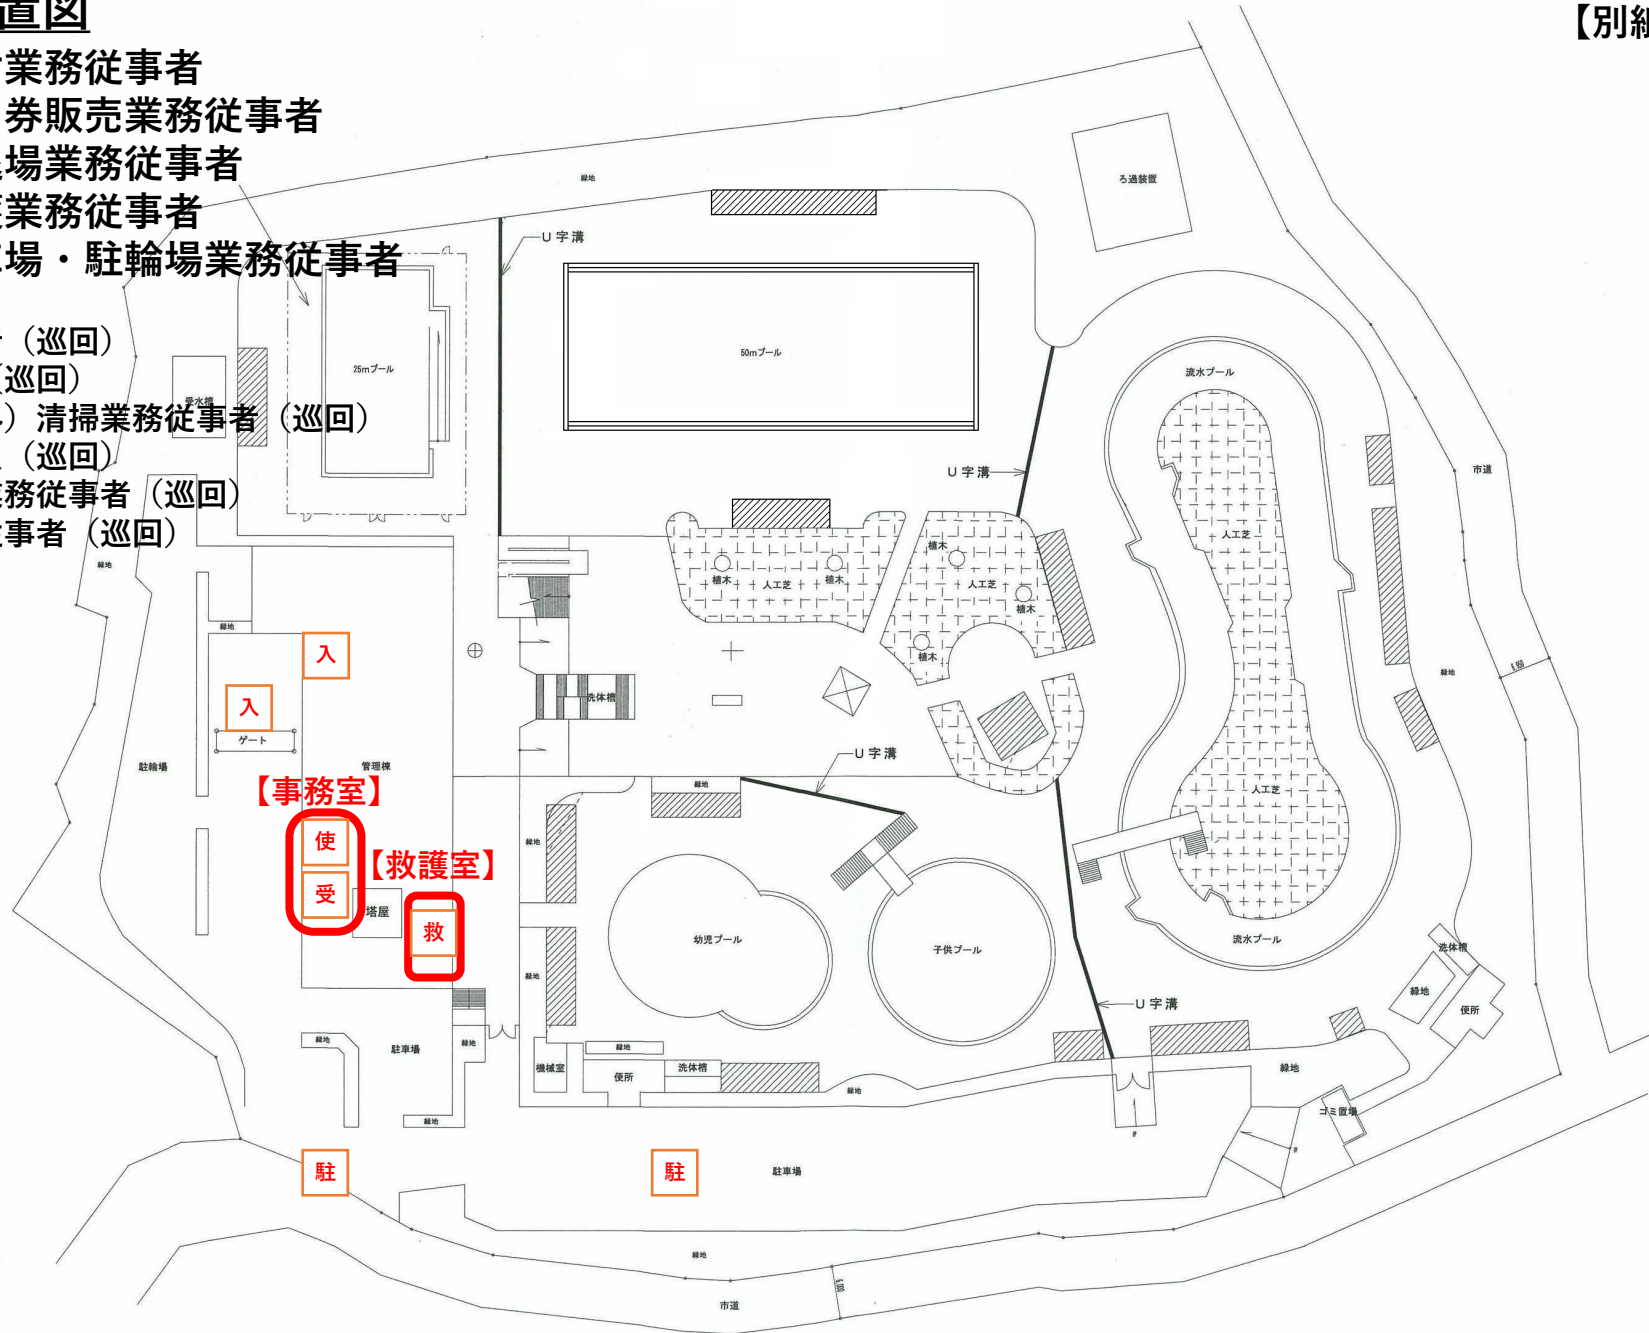 置図
【別紙
業務従事者
券販売業務従事者
場業務従事者
業務従事者
場・駐輪場業務従事者
（巡回）
（巡回）
）清掃業務従事者（巡回）
（巡回）
務従事者（巡回）
事者（巡回）
緑地
ろ過装置
U字溝
25mプール
50mプール
受水槽
流水プール
U字溝
市道
人工芝
植木
植木
人工芝
植木
人工芝
植木
植木
緑地
緑地
入
入
ゲート
洗体槽
緑地
6,950
駐輪場
管理棟
U字溝
【事務室】
緑地
人工芝
使
緑地
【救護室】
受
塔屋
救
幼児プール
子供プール
流水プール
洗体槽
緑地
緑地
便所
U字溝
緑地
駐車場
緑地
緑地
機械室
便所
洗体槽
緑地
緑地
緑地
ゴミ置場
駐
駐
駐車場
緑地
市道